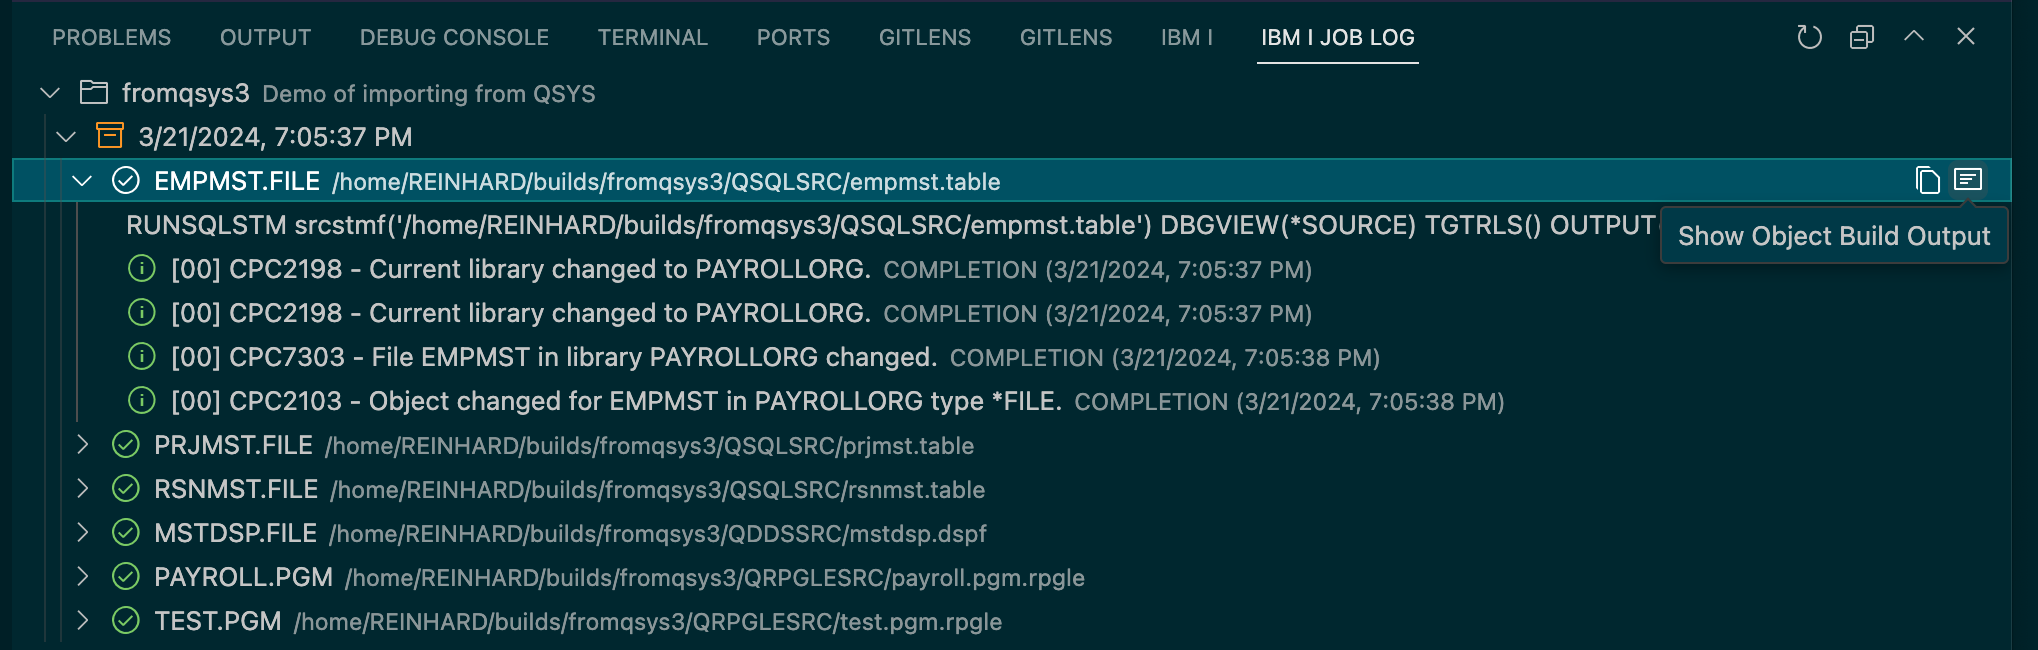 PROBLEMS OUTPUT DEBUG CONSOLE TERMINAL PORTS GITLENS GITLENS IBM I IBM I JOB LOG
fromqsys3 Demo of importing from QSYS
3/21/2024, 7:05:37 PM
EMPMST.FILE /home/REINHARD/builds/fromqsys3/QSQLSRC/empmst.table
RUNSQLSTM srcstmf('/home/REINHARD/builds/fromqsys3/QSQLSRC/empmst.table') DBGVIEW(*SOURCE) TGTRLS() OUTPUT
Show Object Build Output
[00] CPC2198 - Current library changed to PAYROLLORG. COMPLETION (3/21/2024, 7:05:37 PM)
[00] CPC2198 - Current library changed to PAYROLLORG. COMPLETION (3/21/2024, 7:05:37 PM)
[00] CPC7303 - File EMPMST in library PAYROLLORG changed. COMPLETION (3/21/2024, 7:05:38 PM)
[00] CPC2103 - Object changed for EMPMST in PAYROLLORG type *FILE. COMPLETION (3/21/2024, 7:05:38 PM)
PRJMST.FILE /home/REINHARD/builds/fromqsys3/QSQLSRC/prjmst.table
RSNMST.FILE /home/REINHARD/builds/fromqsys3/QSQLSRC/rsnmst.table
MSTDSP.FILE /home/REINHARD/builds/fromqsys3/QDDSSRC/mstdsp.dspf
PAYROLL.PGM /home/REINHARD/builds/fromqsys3/QRPGLESRC/payroll.pgm.rpgle
TEST.PGM /home/REINHARD/builds/fromqsys3/QRPGLESRC/test.pgm.rpgle